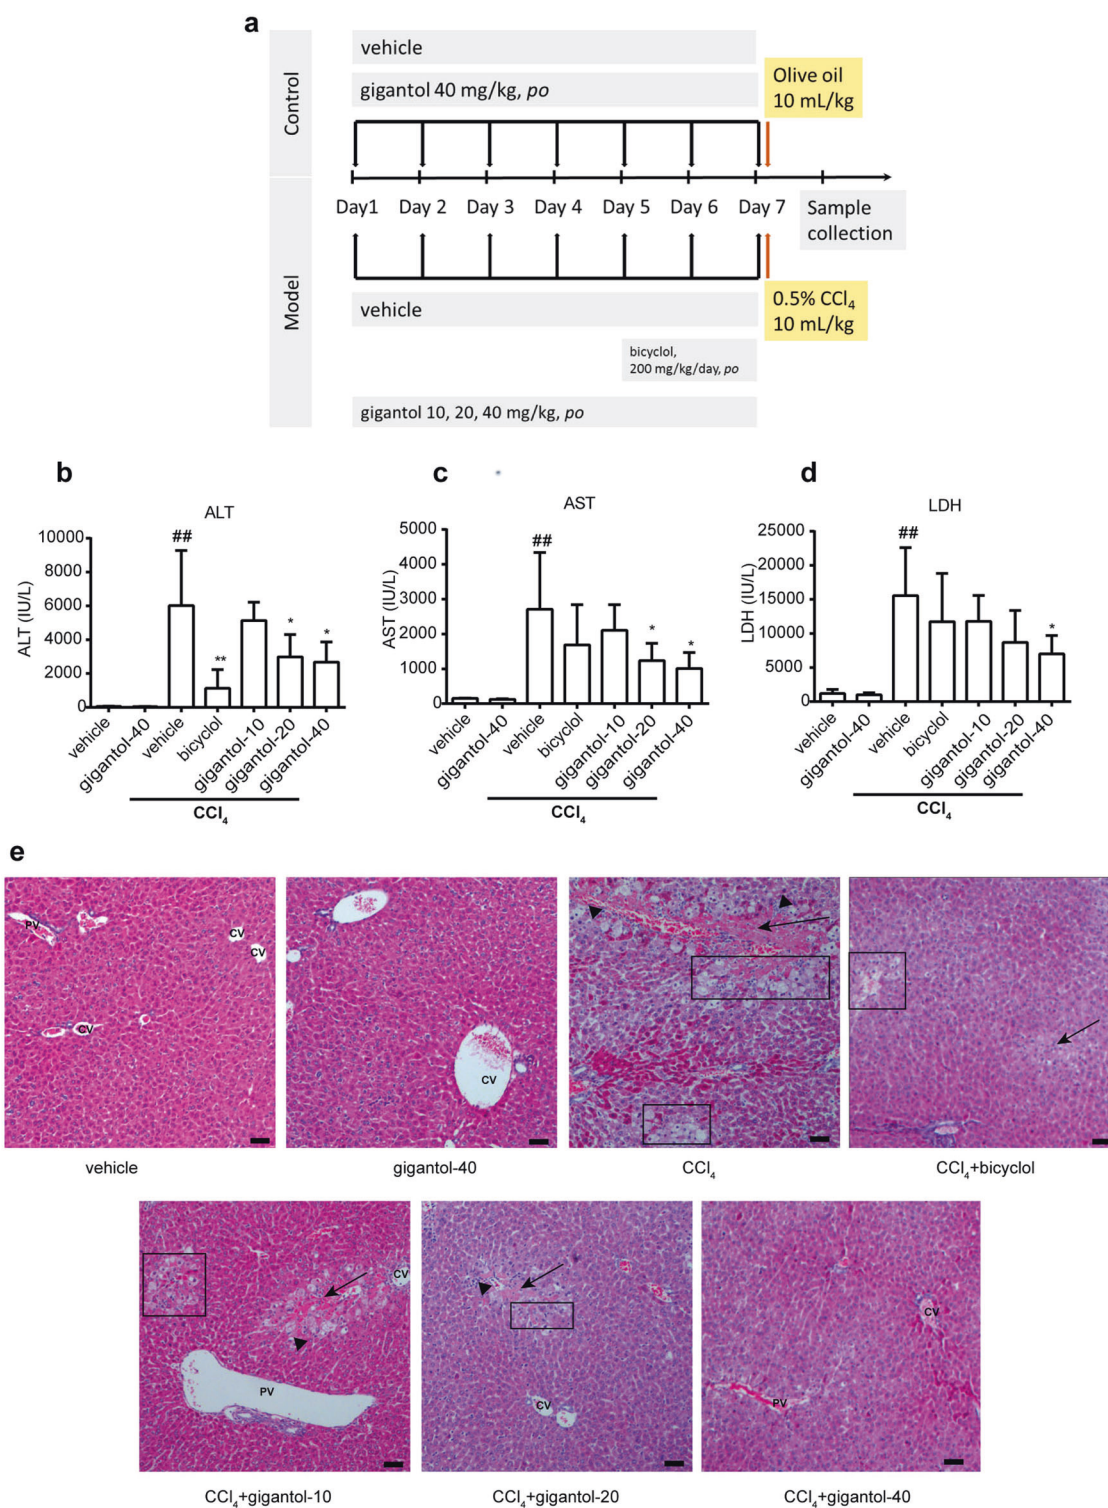 a
Control
vehicle
gigantol 40 mg/kg, po
Olive oil
10 mL/kg
Day1 Day 2 Day 3 Day 4 Day 5 Day 6 Day 7 Sample
collection
Model
vehicle
0.5% CCl4
10 mL/kg
bicyclol,
200 mg/kg/day, po
gigantol 10, 20, 40 mg/kg, po
b
ALT
ALT (IU/L)
10000
8000
6000
4000
2000
0
##
**
*
*
vehicle
gigantol-40
vehicle
bicyclol
gigantol-10
gigantol-20
gigantol-40
CCl4
c
*
AST
AST (IU/L)
5000
4000
3000
2000
1000
0
##
*
*
vehicle
gigantol-40
vehicle
bicyclol
gigantol-10
gigantol-20
gigantol-40
CCl4
d
LDH
LDH (IU/L)
25000
20000
15000
10000
5000
0
##
*
vehicle
gigantol-40
vehicle
bicyclol
gigantol-10
gigantol-20
gigantol-40
CCl4
e
PV
CV
CV
CV
vehicle
CV
gigantol-40
CCl4
CCl4+bicyclol
CV
PV
CCl4+gigantol-10
CV
CCl4+gigantol-20
CV
PV
CCl4+gigantol-40